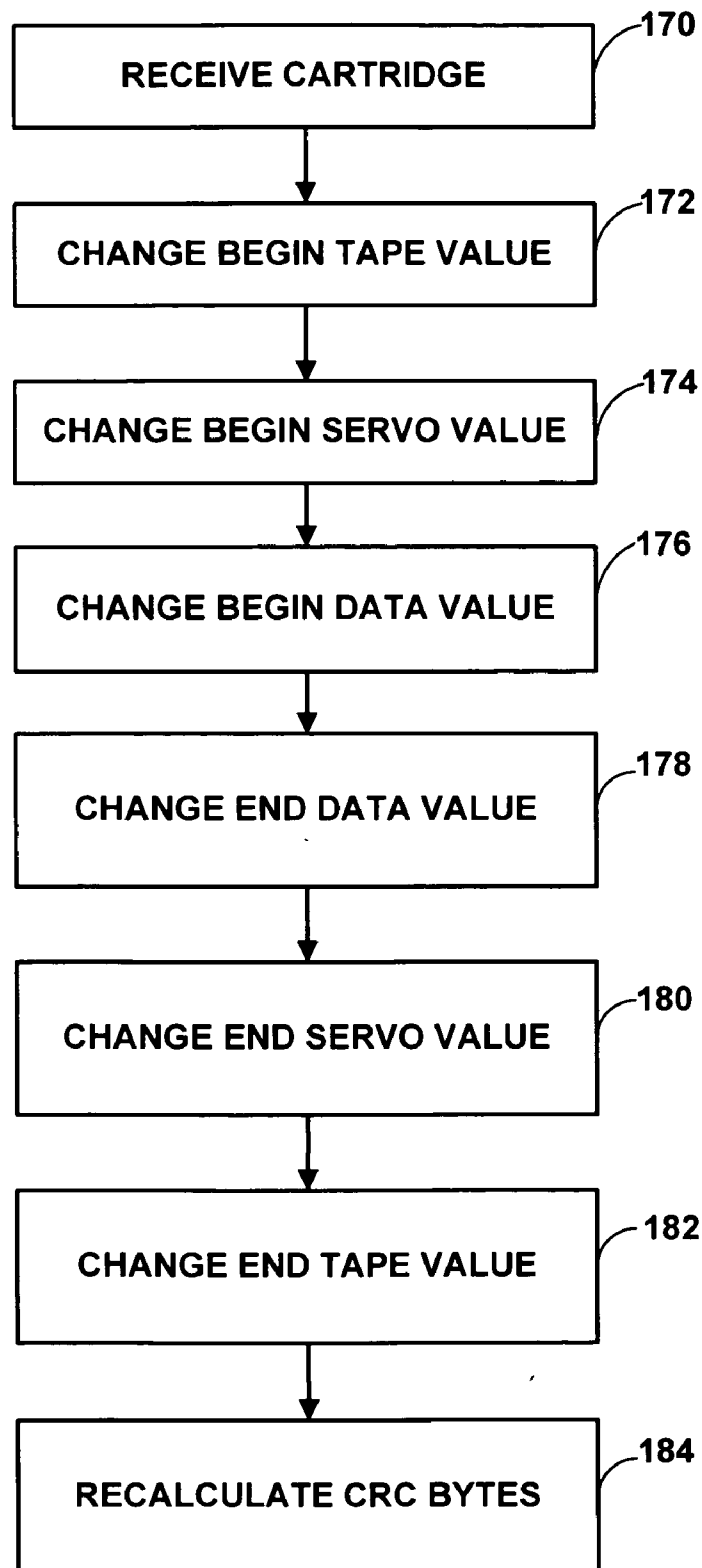 170
RECEIVE CARTRIDGE
172
CHANGE BEGIN TAPE VALUE
174
CHANGE BEGIN SERVO VALUE
176
CHANGE BEGIN DATA VALUE
178
CHANGE END DATA VALUE
180
CHANGE END SERVO VALUE
182
CHANGE END TAPE VALUE
184
RECALCULATE CRC BYTES